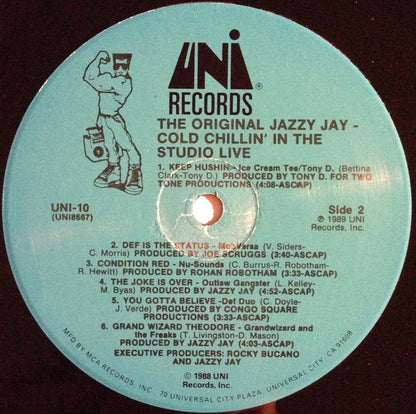 UNI®
RECORDS
THE ORIGINAL JAZZY JAY -
COLD CHILLIN' IN THE
STUDIO LIVE
1. KEEP HUSHIN - Ice Cream Tee/Tony D. (Bettina
Clark-Tony D.) PRODUCED BY TONY D. FOR TWO
TONE PRODUCTIONS (4:08-ASCAP)
UNI-10
(UNI8667)
Side 2
℗ 1989 UNI
Records, Inc.
2. DEF IS THE STATUS - Mc Versa (V. Siders-
C. Morris) PRODUCED BY JOE SCRUGGS (3:40-ASCAP)
3. CONDITION RED - Nu-Sounds (C. Burrus-R. Robotham-
R. Hewitt) PRODUCED BY ROHAN ROBOTHAM (3:33-ASCAP)
4. THE JOKE IS OVER - Outlaw Gangster (L. Kelley-
M. Byas) PRODUCED BY JAZZY JAY (4:52-ASCAP)
5. YOU GOTTA BELIEVE - Def Duo (C. Doyle-
J. Verde) PRODUCED BY CONGO SQUARE
PRODUCTIONS (3:33-ASCAP)
6. GRAND WIZARD THEODORE - Grandwizard and
the Freaks (T. Livingston-D. Mason)
PRODUCED BY JAZZY JAY (4:03-ASCAP)
EXECUTIVE PRODUCERS: ROCKY BUCANO
AND JAZZY JAY
© 1988 UNI
Records, Inc.
MFD BY MCA RECORDS, INC. · 70 UNIVERSAL CITY PLAZA, UNIVERSAL CITY, CA 91608